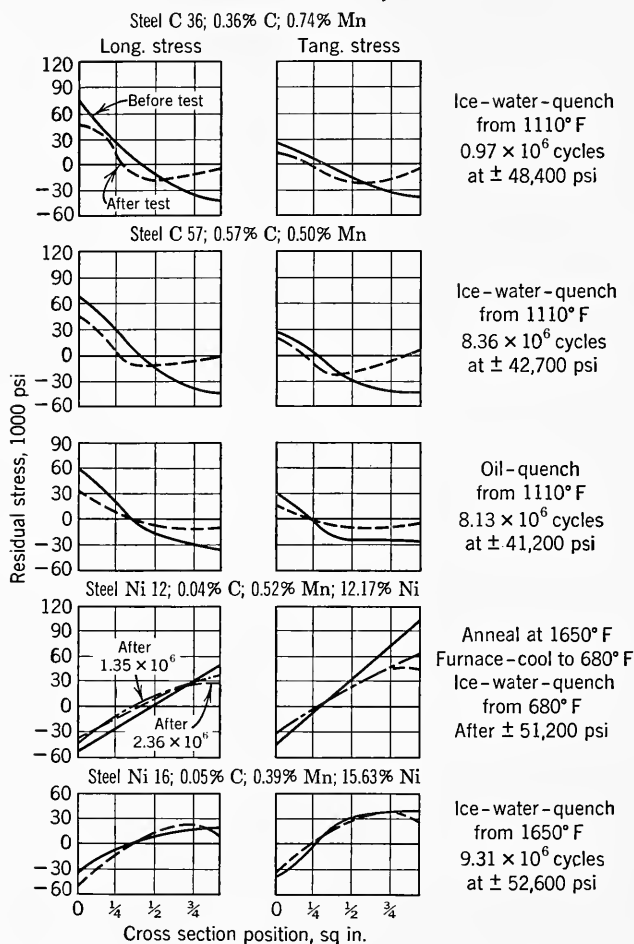 Steel C 36; 0.36% C; 0.74% Mn
Long. stress Tang. stress
120
90
60
30
0
−30
−60
Before test
After test
Ice-water-quench
from 1110° F
0.97 × 10⁶ cycles
at ± 48,400 psi
Steel C 57; 0.57% C; 0.50% Mn
120
90
60
30
0
−30
−60
Ice-water-quench
from 1110° F
8.36 × 10⁶ cycles
at ± 42,700 psi
Residual stress, 1000 psi
90
60
30
0
−30
−60
Oil-quench
from 1110° F
8.13 × 10⁶ cycles
at ± 41,200 psi
Steel Ni 12; 0.04% C; 0.52% Mn; 12.17% Ni
120
90
60
30
0
−30
−60
After
1.35 × 10⁶
After
2.36 × 10⁶
Anneal at 1650° F
Furnace-cool to 680° F
Ice-water-quench
from 680° F
After ± 51,200 psi
Steel Ni 16; 0.05% C; 0.39% Mn; 15.63% Ni
60
30
0
−30
−60
0 ¼ ½ ¾ 0 ¼ ½ ¾
Cross section position, sq in.
Ice-water-quench
from 1650° F
9.31 × 10⁶ cycles
at ± 52,600 psi